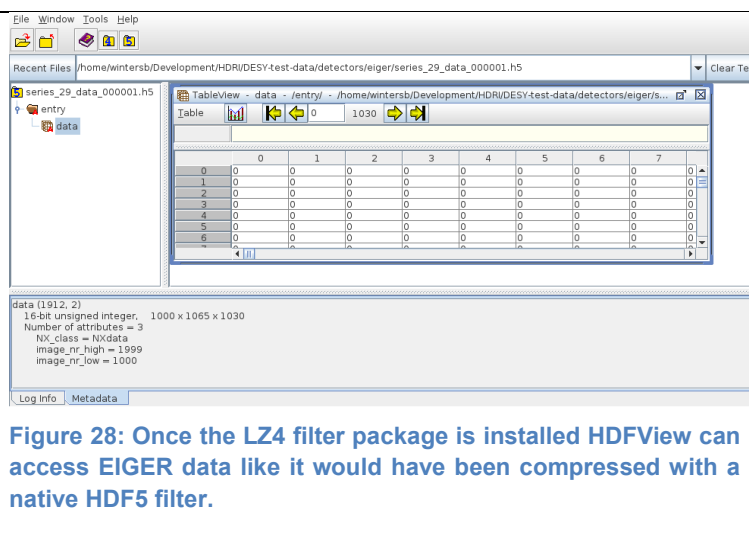 File Window Tools Help
Recent Files /home/wintersb/Development/HDRI/DESY-test-data/detectors/eiger/series_29_data_000001.h5 Clear Te
series_29_data_000001.h5
entry
data
TableView - data - /entry/ - /home/wintersb/Development/HDRI/DESY-test-data/detectors/eiger/s...
Table 0 1030
0 1 2 3 4 5 6 7
0 0 0 0 0 0 0 0 0 0
1 0 0 0 0 0 0 0 0 0
2 0 0 0 0 0 0 0 0 0
3 0 0 0 0 0 0 0 0 0
4 0 0 0 0 0 0 0 0 0
5 0 0 0 0 0 0 0 0 0
6 0 0 0 0 0 0 0 0 0
data (1912, 2)
16-bit unsigned integer, 1000 x 1065 x 1030
Number of attributes = 3
NX_class = NXdata
image_nr_high = 1999
image_nr_low = 1000
Log Info Metadata
Figure 28: Once the LZ4 filter package is installed HDFView can
access EIGER data like it would have been compressed with a
native HDF5 filter.